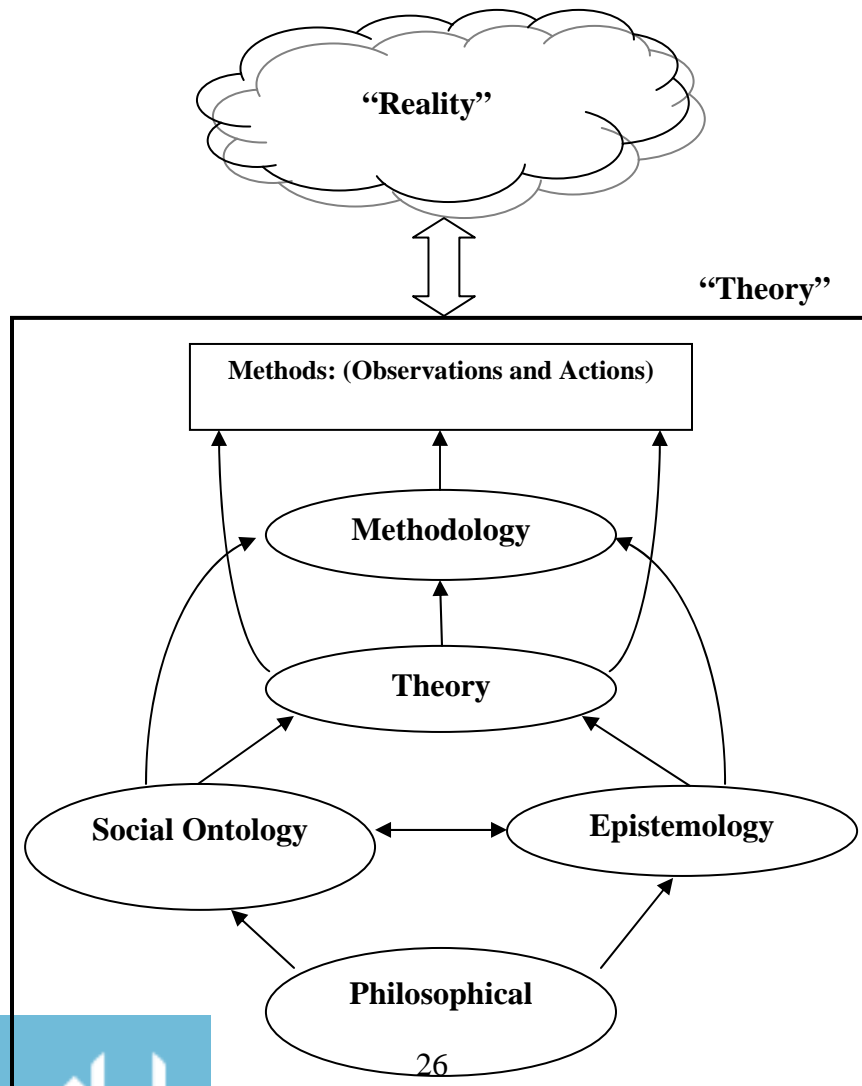 “Reality”
“Theory”
Methods: (Observations and Actions)
Methodology
Theory
Social Ontology
Epistemology
Philosophical
26